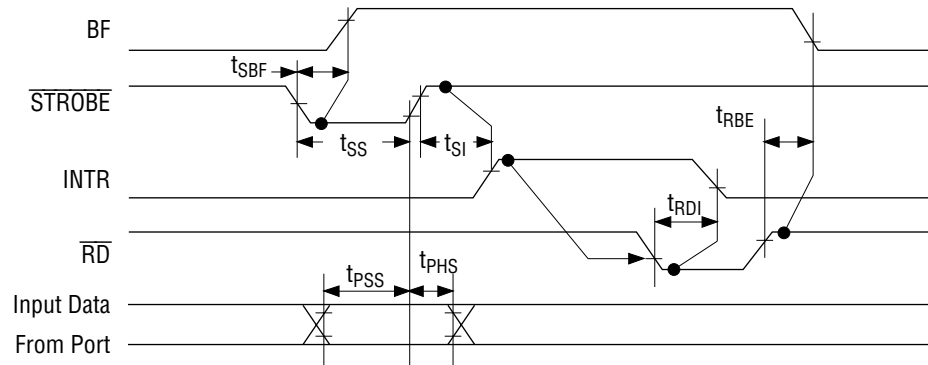 BF
tSBF
STROBE
tSS
tSI
tRBE
INTR
tRDI
RD
tPSS
tPHS
Input Data
From Port